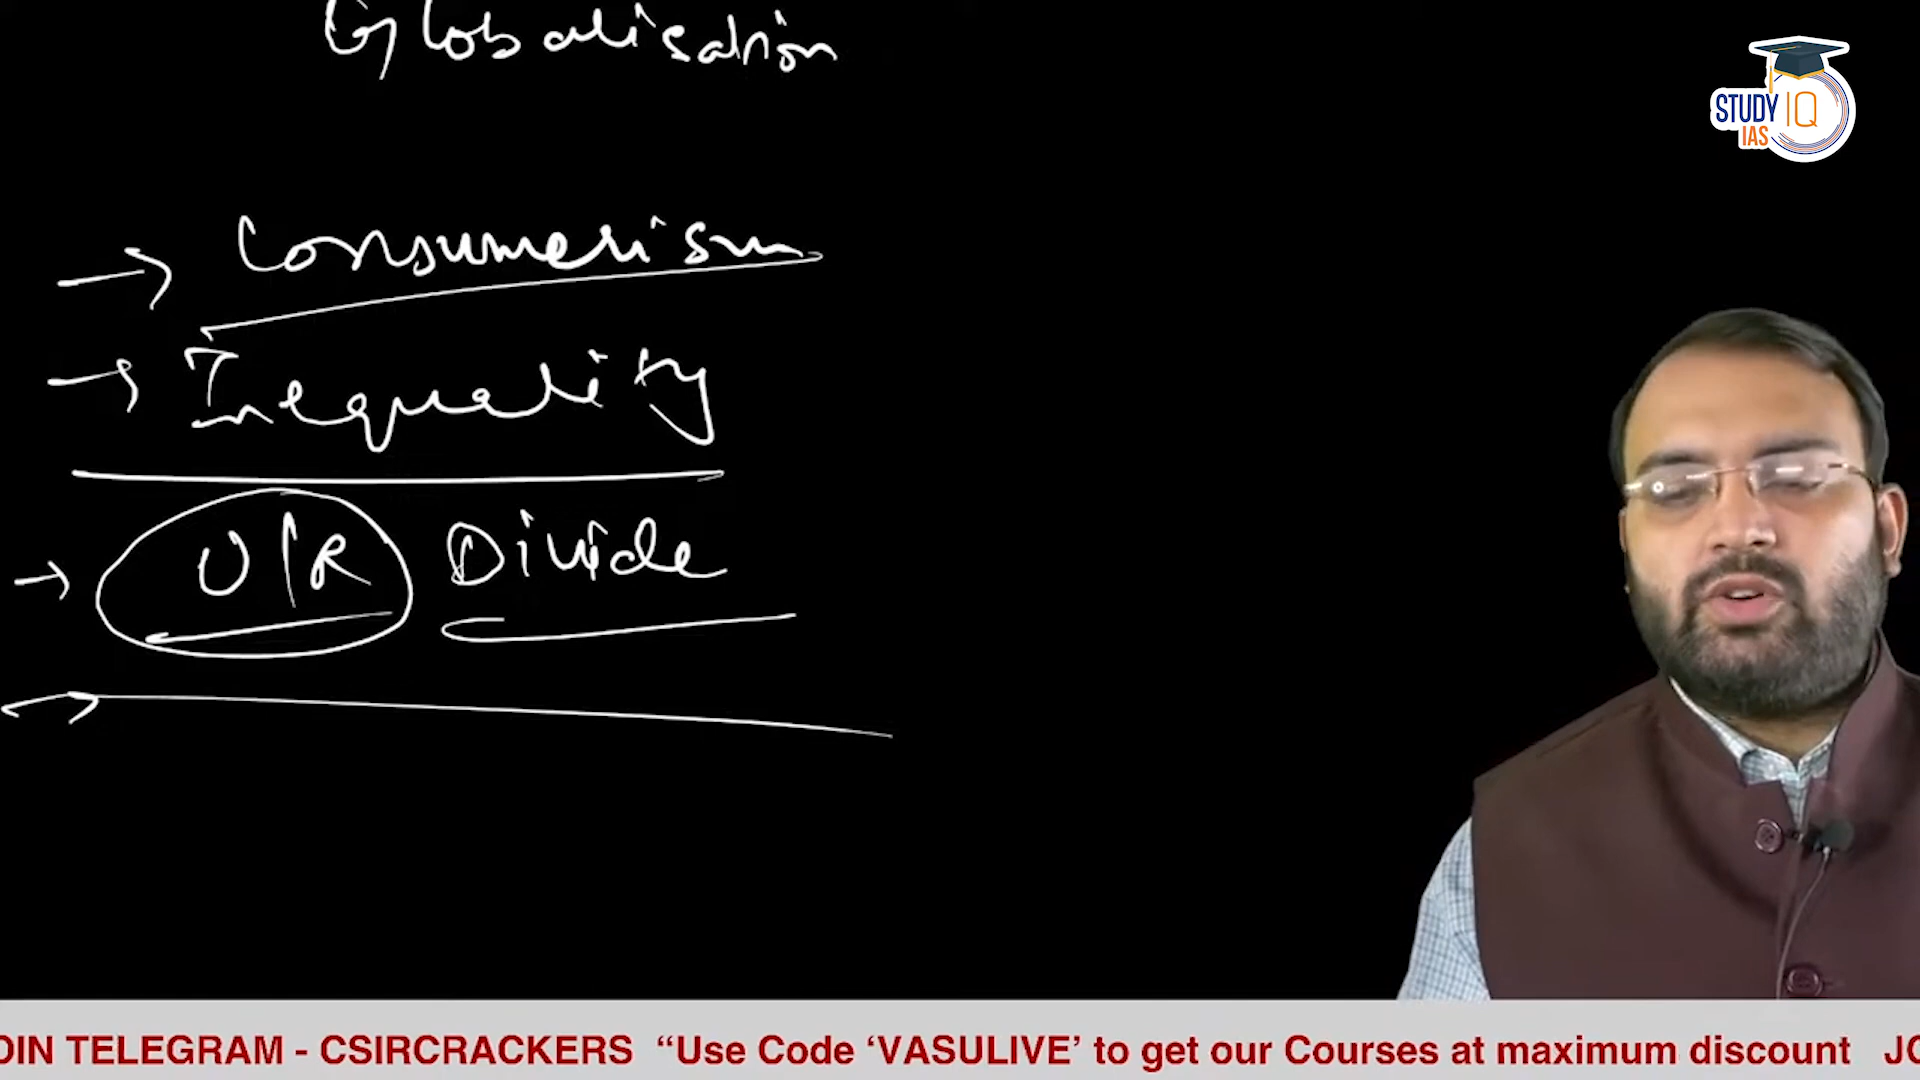 Globalisation
STUDY IQ
IAS
→ Consumerism
→ Inequality
→ U/R Divide
→
OIN TELEGRAM - CSIRCRACKERS “Use Code ‘VASULIVE’ to get our Courses at maximum discount JO